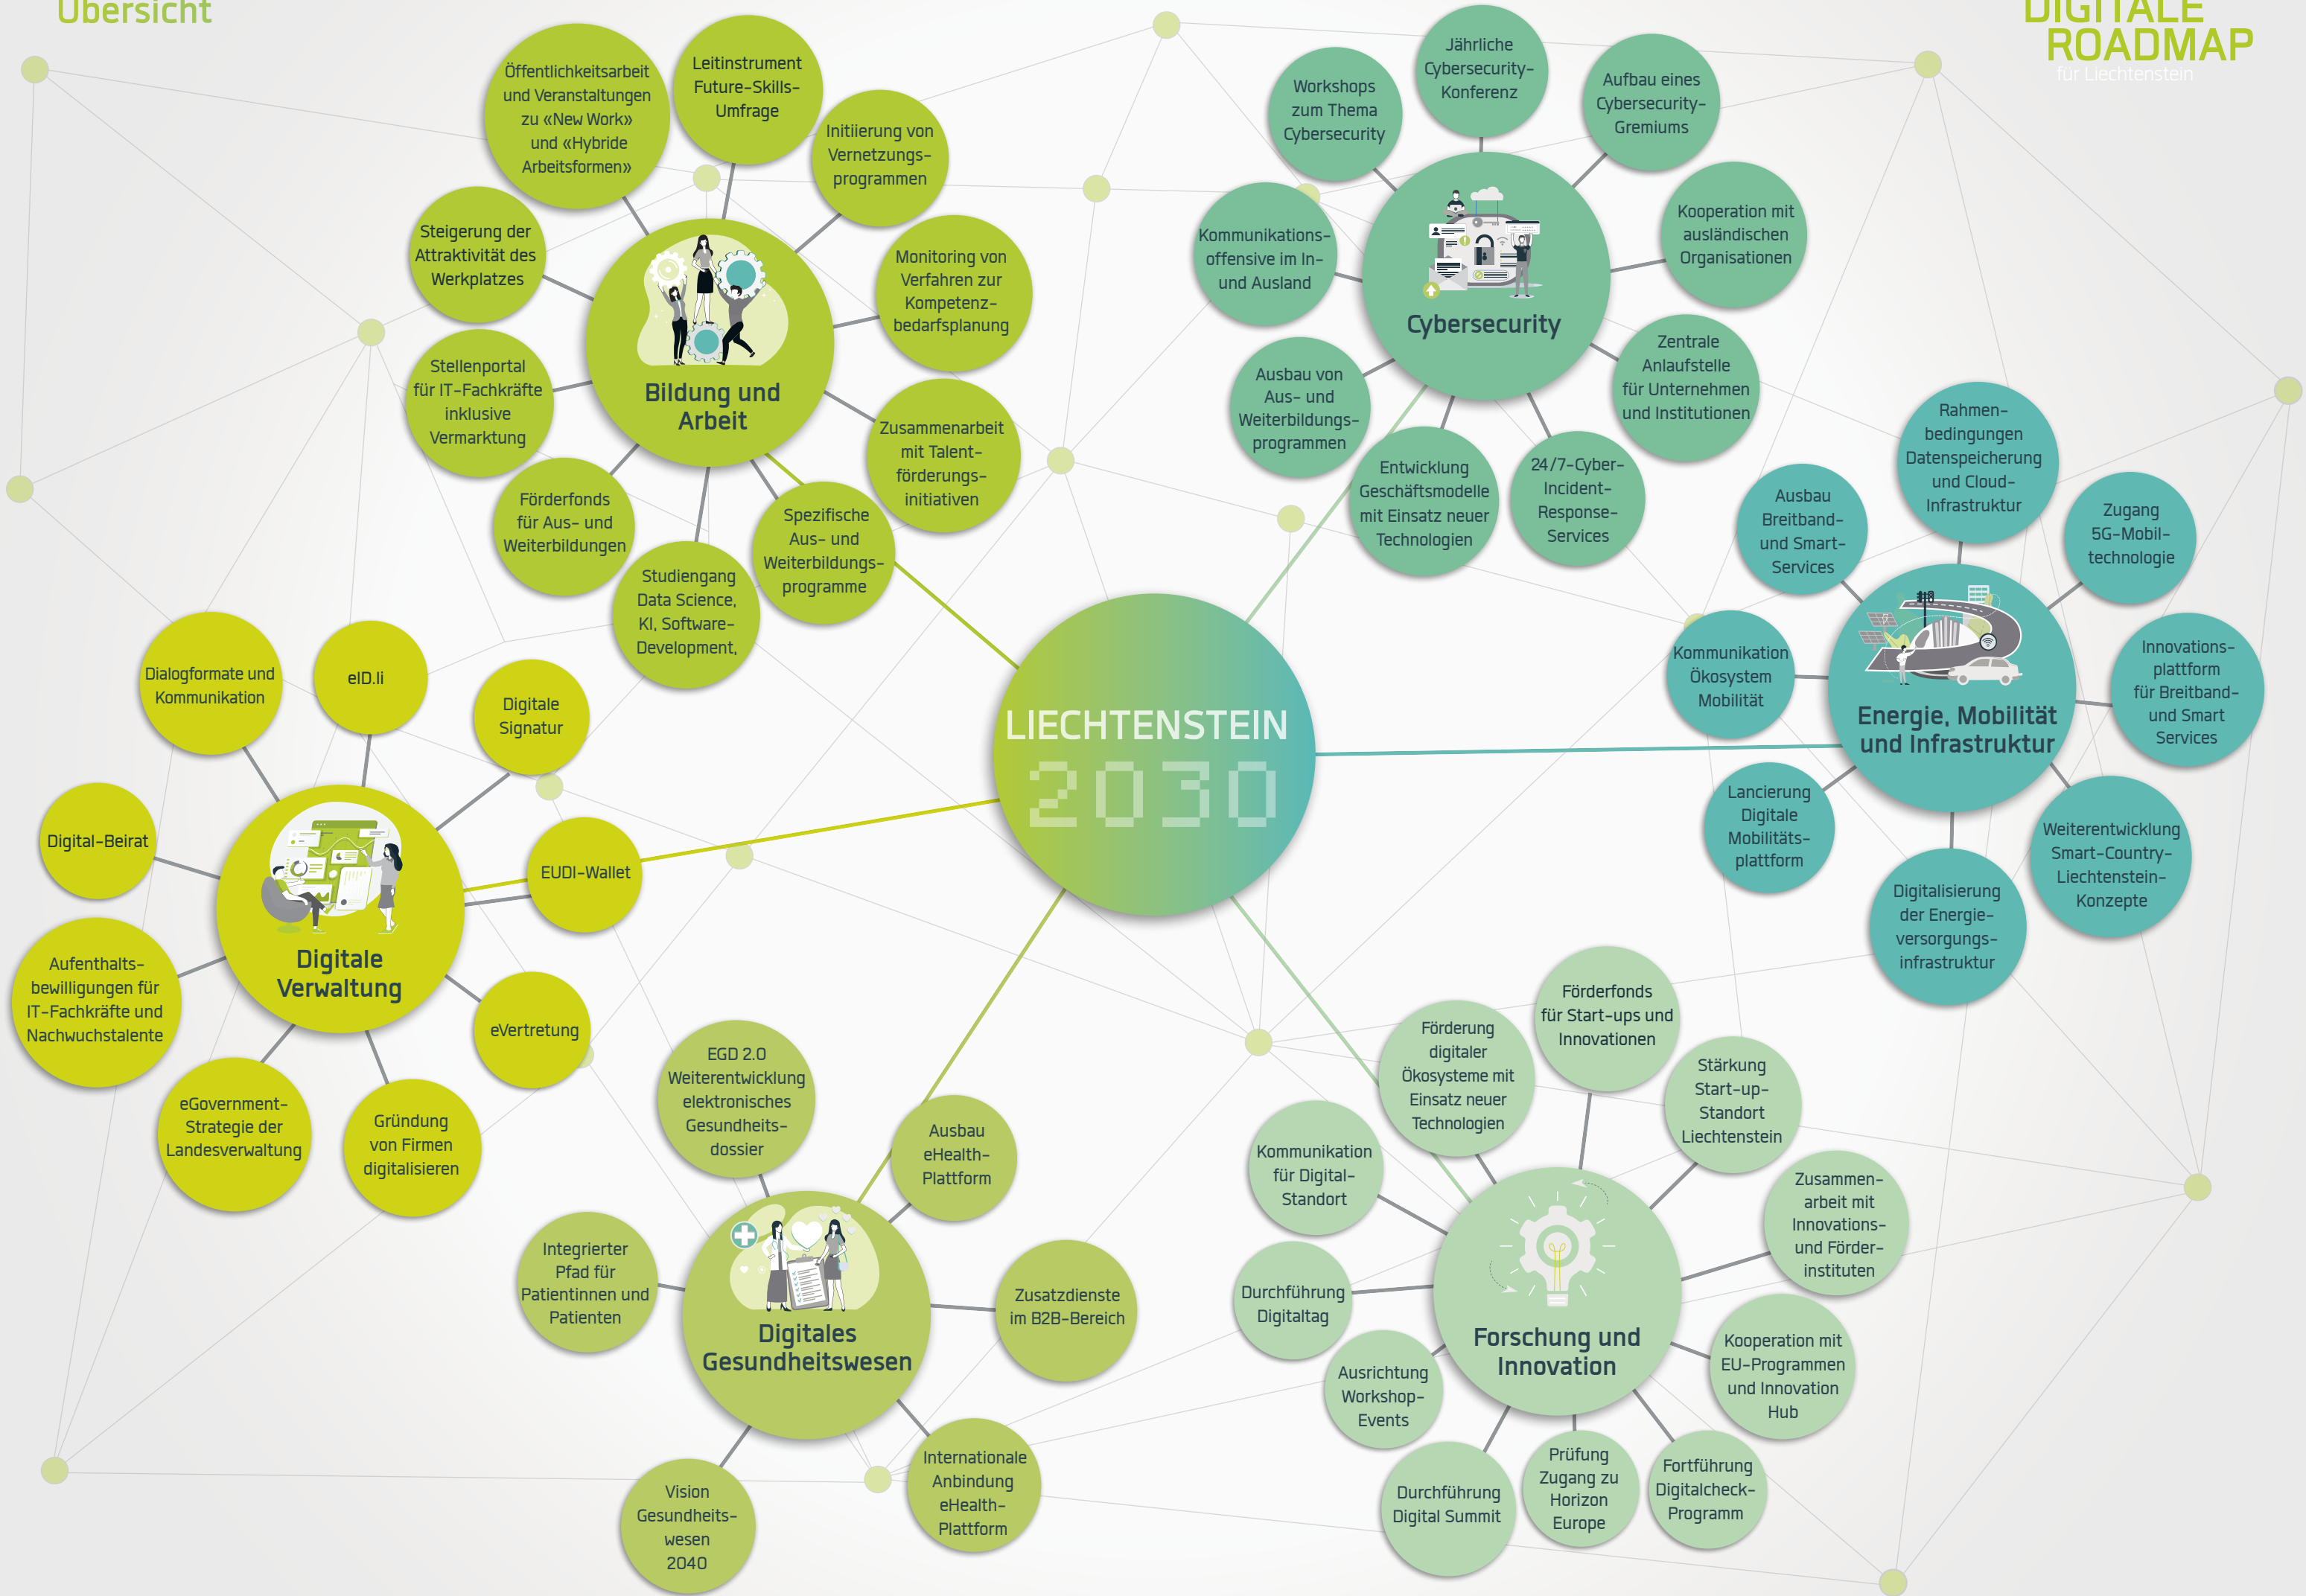 Übersicht
DIGITALE
ROADMAP
für Liechtenstein
Öffentlichkeitsarbeit
und Veranstaltungen
zu «New Work»
und «Hybride
Arbeitsformen»
Leitinstrument
Future-Skills-
Umfrage
Initiierung von
Vernetzungs-
programmen
Steigerung der
Attraktivität des
Werkplatzes
Monitoring von
Verfahren zur
Kompetenz-
bedarfsplanung
Stellenportal
für IT-Fachkräfte
inklusive
Vermarktung
Bildung und
Arbeit
Zusammenarbeit
mit Talent-
förderungs-
initiativen
Förderfonds
für Aus- und
Weiterbildungen
Spezifische
Aus- und
Weiterbildungs-
programme
Studiengang
Data Science,
KI, Software-
Development,
Workshops
zum Thema
Cybersecurity
Jährliche
Cybersecurity-
Konferenz
Aufbau eines
Cybersecurity-
Gremiums
Kommunikations-
offensive im In-
und Ausland
Kooperation mit
ausländischen
Organisationen
Cybersecurity
Ausbau von
Aus- und
Weiterbildungs-
programmen
Zentrale
Anlaufstelle
für Unternehmen
und Institutionen
Entwicklung
Geschäftsmodelle
mit Einsatz neuer
Technologien
24/7-Cyber-
Incident-
Response-
Services
Rahmen-
bedingungen
Datenspeicherung
und Cloud-
Infrastruktur
Ausbau
Breitband-
und Smart-
Services
Zugang
5G-Mobil-
technologie
Kommunikation
Ökosystem
Mobilität
Innovations-
plattform
für Breitband-
und Smart
Services
Energie, Mobilität
und Infrastruktur
Lancierung
Digitale
Mobilitäts-
plattform
Weiterentwicklung
Smart-Country-
Liechtenstein-
Konzepte
Digitalisierung
der Energie-
versorgungs-
infrastruktur
LIECHTENSTEIN
2030
Dialogformate und
Kommunikation
eID.li
Digitale
Signatur
Digital-Beirat
EUDI-Wallet
Digitale
Verwaltung
Aufenthalts-
bewilligungen für
IT-Fachkräfte und
Nachwuchstalente
eVertretung
eGovernment-
Strategie der
Landesverwaltung
Gründung
von Firmen
digitalisieren
EGD 2.0
Weiterentwicklung
elektronisches
Gesundheits-
dossier
Ausbau
eHealth-
Plattform
Integrierter
Pfad für
Patientinnen und
Patienten
Zusatzdienste
im B2B-Bereich
Digitales
Gesundheitswesen
Vision
Gesundheits-
wesen
2040
Internationale
Anbindung
eHealth-
Plattform
Förderung
digitaler
Ökosysteme mit
Einsatz neuer
Technologien
Förderfonds
für Start-ups und
Innovationen
Stärkung
Start-up-
Standort
Liechtenstein
Kommunikation
für Digital-
Standort
Zusammen-
arbeit mit
Innovations-
und Förder-
instituten
Durchführung
Digitaltag
Forschung und
Innovation
Kooperation mit
EU-Programmen
und Innovation
Hub
Ausrichtung
Workshop-
Events
Durchführung
Digital Summit
Prüfung
Zugang zu
Horizon
Europe
Fortführung
Digitalcheck-
Programm